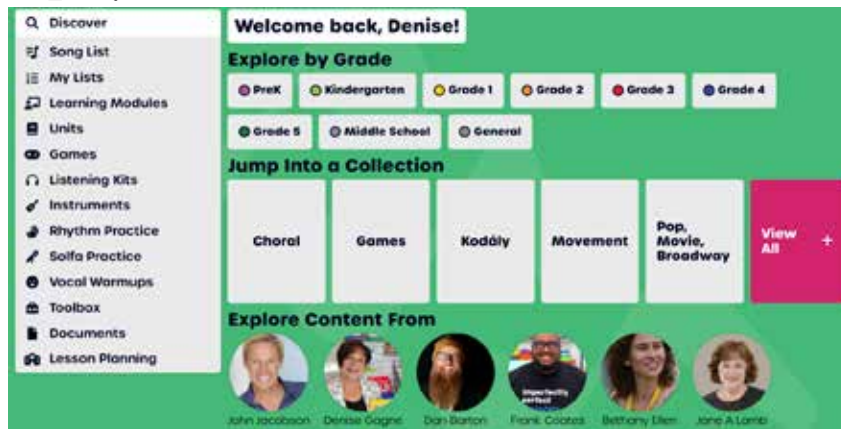 Discover
Song List
My Lists
Learning Modules
Units
Games
Listening Kits
Instruments
Rhythm Practice
Solfa Practice
Vocal Warmups
Toolbox
Documents
Lesson Planning
Welcome back, Denise!
Explore by Grade
PreK Kindergarten Grade 1 Grade 2 Grade 3 Grade 4
Grade 5 Middle School General
Jump Into a Collection
Choral
Games
Kodály
Movement
Pop,
Movie,
Broadway
View
All +
Explore Content From
imperfectly
perfect
John Jacobson Denise Gagne Dan Barton Frank Coates Bethany Ellen Jane A Lamb